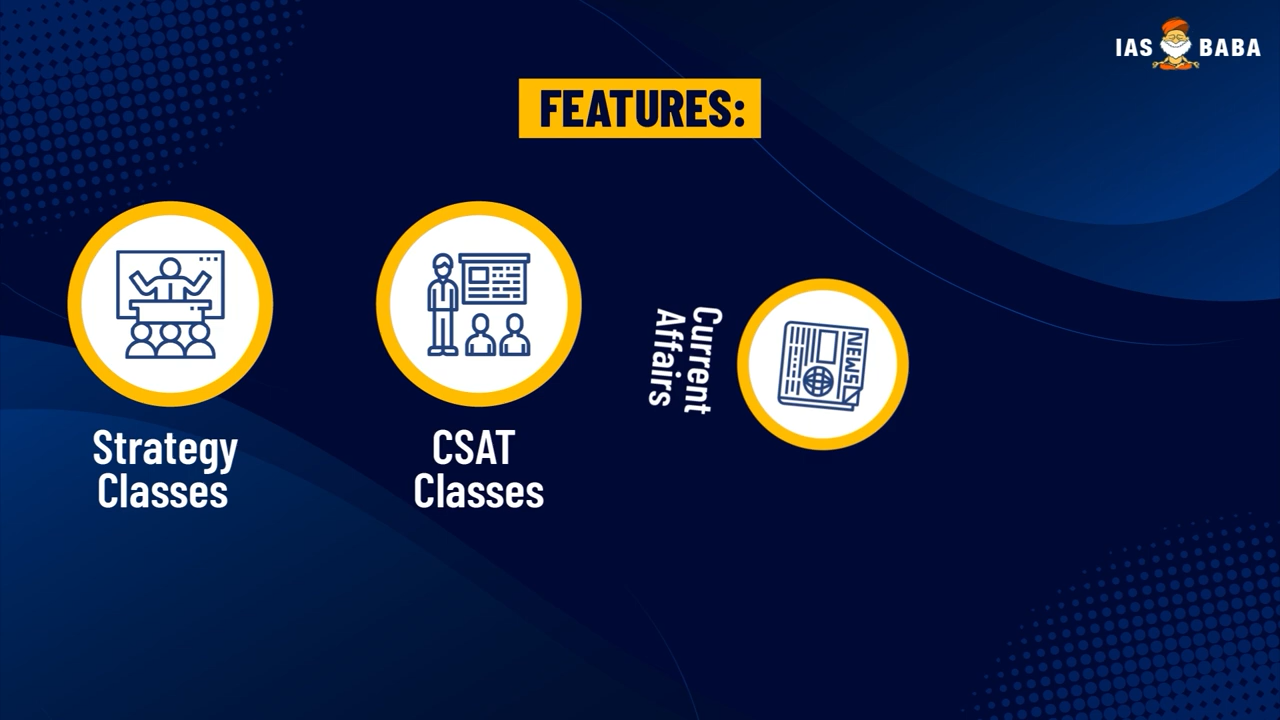 IAS BABA
FEATURES:
Strategy
Classes
CSAT
Classes
Current
Affairs
NEWS